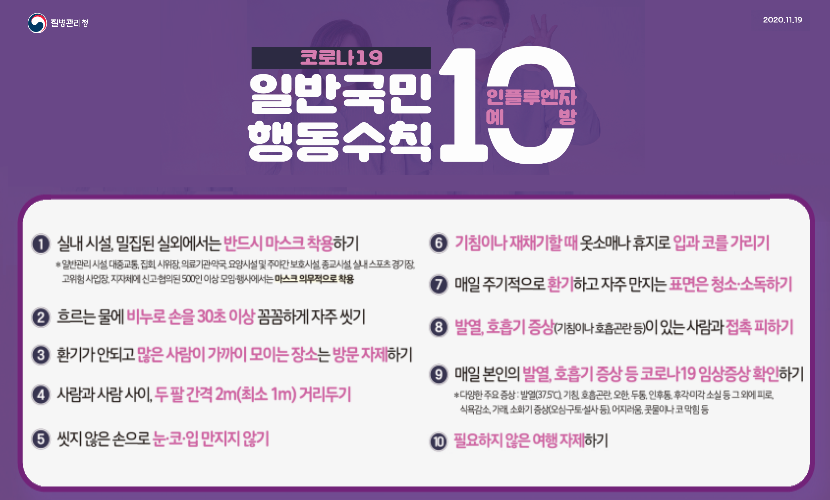 질병관리청
2020.11.19
코로나19
일반국민
행동수칙
10
인플루엔자
예 방
1 실내 시설, 밀집된 실외에서는 반드시 마스크 착용하기
※ 일반관리 시설, 대중교통, 집회, 시위장, 의료기관·약국, 요양시설 및 주야간 보호시설, 종교시설, 실내 스포츠 경기장,
고위험 사업장, 지자체에 신고·협의된 500인 이상 모임·행사에서는 마스크 의무적으로 착용
2 흐르는 물에 비누로 손을 30초 이상 꼼꼼하게 자주 씻기
3 환기가 안되고 많은 사람이 가까이 모이는 장소는 방문 자제하기
4 사람과 사람 사이, 두 팔 간격 2m(최소 1m) 거리두기
5 씻지 않은 손으로 눈·코·입 만지지 않기
6 기침이나 재채기할 때 옷소매나 휴지로 입과 코를 가리기
7 매일 주기적으로 환기하고 자주 만지는 표면은 청소·소독하기
8 발열, 호흡기 증상(기침이나 호흡곤란 등)이 있는 사람과 접촉 피하기
9 매일 본인의 발열, 호흡기 증상 등 코로나19 임상증상 확인하기
※ 다양한 주요 증상 : 발열(37.5℃), 기침, 호흡곤란, 오한, 두통, 인후통, 후각·미각 소실 등 그 외에 피로,
식욕감소, 가래, 소화기 증상(오심·구토·설사 등), 어지러움, 콧물이나 코 막힘 등
10 필요하지 않은 여행 자제하기